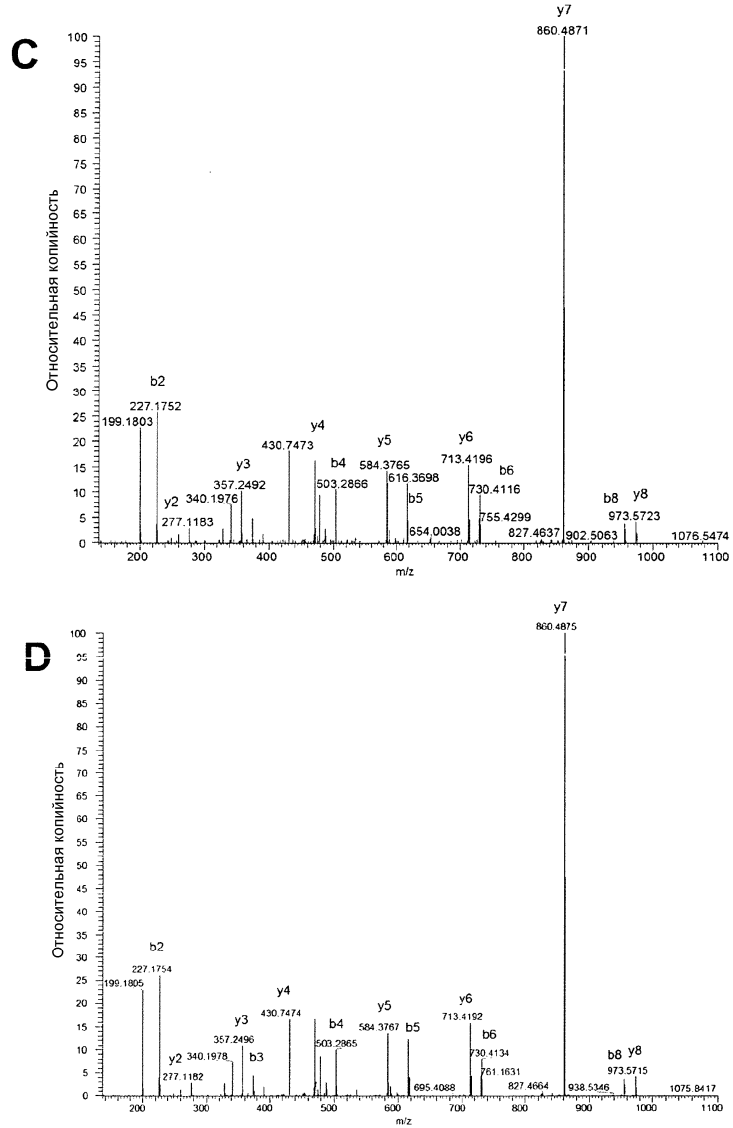 y7
860.4871
C
100
95
90
85
80
75
70
65
60
55
50
45
40
35
30
25
20
15
10
5
0
Относительная копийность
b2
227.1752
199.1803
y4
430.7473
y5
584.3765
y6
713.4196
y3
357.2492
b4
503.2866
616.3698
b6
730.4116
340.1976
y2
277.1183
b5
654.0038
755.4299
827.4637
902.5063
b8 y8
973.5723
1076.5474
200 300 400 500 600 700 800 900 1000 1100
m/z
y7
860.4875
D
100
95
90
85
80
75
70
65
60
55
50
45
40
35
30
25
20
15
10
5
0
Относительная копийность
b2
227.1754
199.1805
y4
430.7474
y5
584.3767
y6
713.4192
y3
357.2496
b4
503.2865
b5
b6
730.4134
340.1978
b3
y2
277.1182
761.1631
695.4088
827.4664
938.5346
b8 y8
973.5715
1075.8417
200 300 400 500 600 700 800 900 1000 1100
m/z